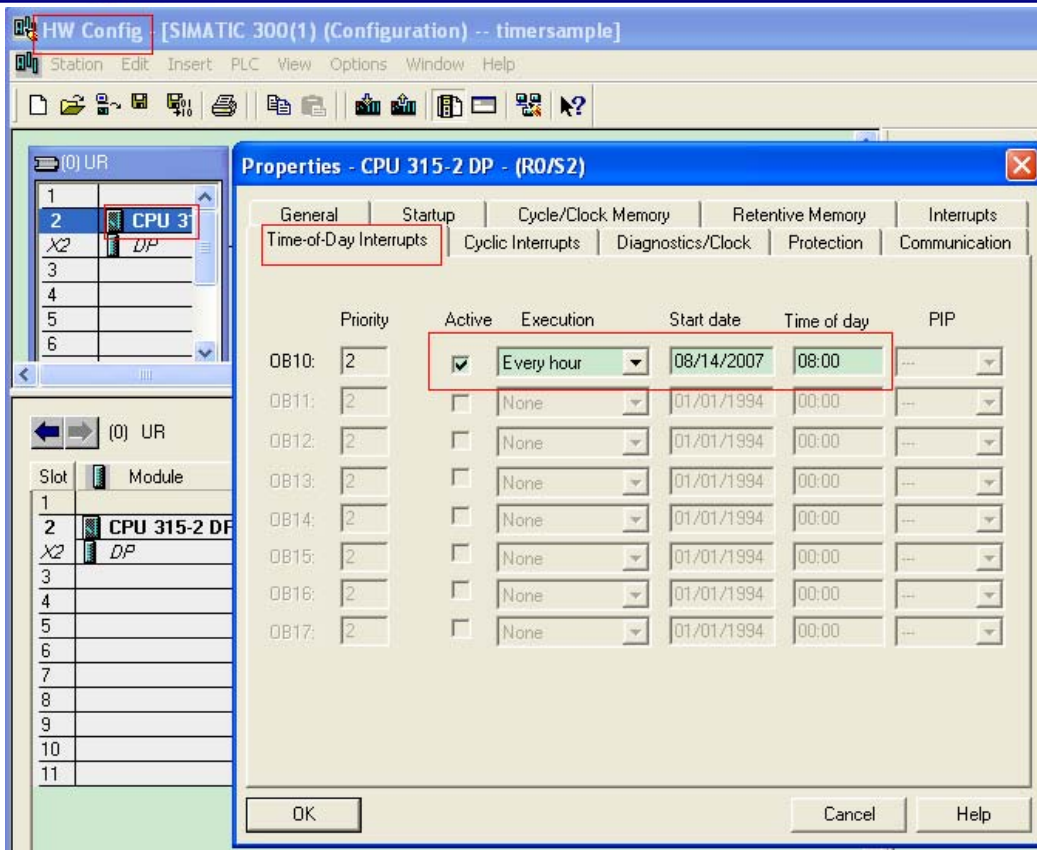 HW Config - [SIMATIC 300(1) (Configuration) -- timersample]
Station Edit Insert PLC View Options Window Help
(0) UR
1
2 CPU 31
X2 DP
3
4
5
6
(0) UR
Slot Module
1
2 CPU 315-2 DP
X2 DP
3
4
5
6
7
8
9
10
11
Properties - CPU 315-2 DP - (R0/S2)
General Startup Cycle/Clock Memory Retentive Memory Interrupts
Time-of-Day Interrupts Cyclic Interrupts Diagnostics/Clock Protection Communication
Priority Active Execution Start date Time of day PIP
OB10: 2 Every hour 08/14/2007 08:00 ---
OB11: 2 None 01/01/1994 00:00 ---
OB12: 2 None 01/01/1994 00:00 ---
OB13: 2 None 01/01/1994 00:00 ---
OB14: 2 None 01/01/1994 00:00 ---
OB15: 2 None 01/01/1994 00:00 ---
OB16: 2 None 01/01/1994 00:00 ---
OB17: 2 None 01/01/1994 00:00 ---
OK Cancel Help